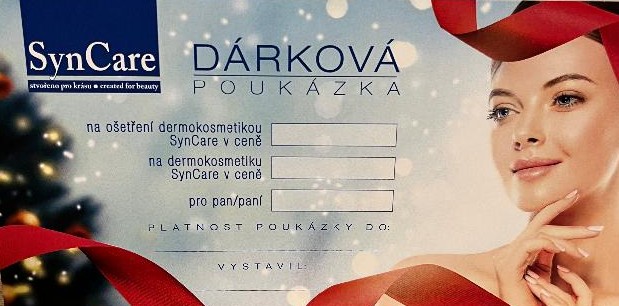 SynCare
stvořeno pro krásu ● created for beauty
DÁRKOVÁ
POUKÁZKA
na ošetření dermokosmetikou
SynCare v ceně
na dermokosmetiku
SynCare v ceně
pro pan/paní
PLATNOST POUKÁZKY DO:
VYSTAVIL: